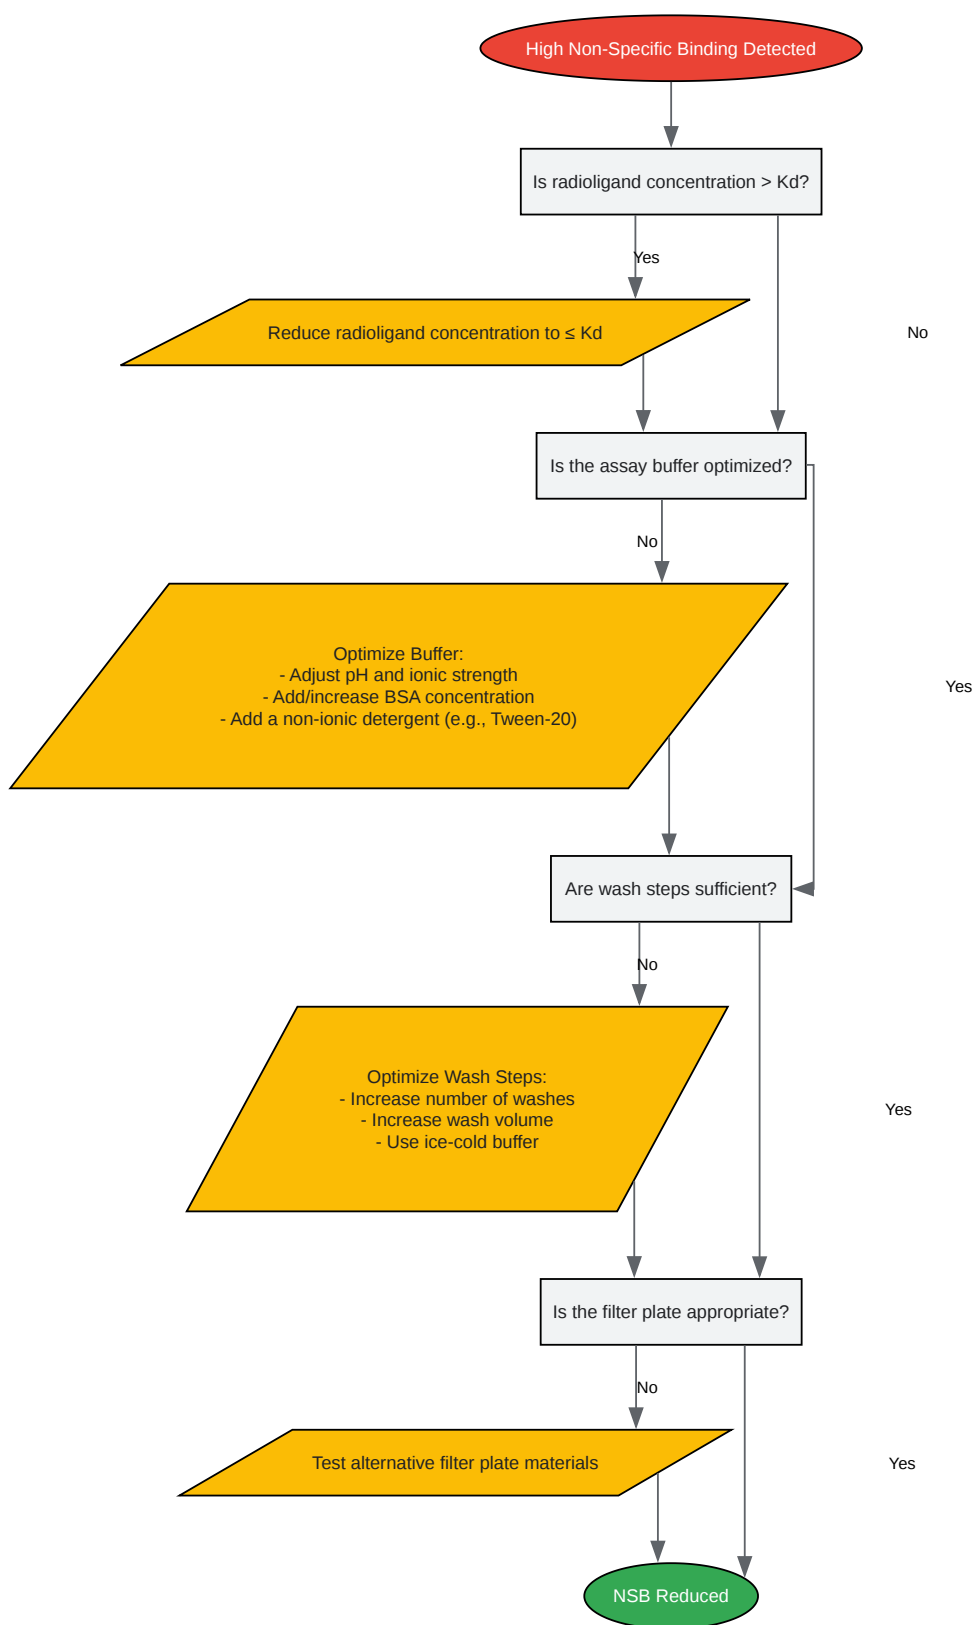 High Non-Specific Binding Detected
Is radioligand concentration > Kd?
Yes
Reduce radioligand concentration to ≤ Kd
No
Is the assay buffer optimized?
No
Optimize Buffer:
- Adjust pH and ionic strength
- Add/increase BSA concentration
- Add a non-ionic detergent (e.g., Tween-20)
Yes
Are wash steps sufficient?
No
Optimize Wash Steps:
- Increase number of washes
- Increase wash volume
- Use ice-cold buffer
Yes
Is the filter plate appropriate?
No
Test alternative filter plate materials
Yes
NSB Reduced